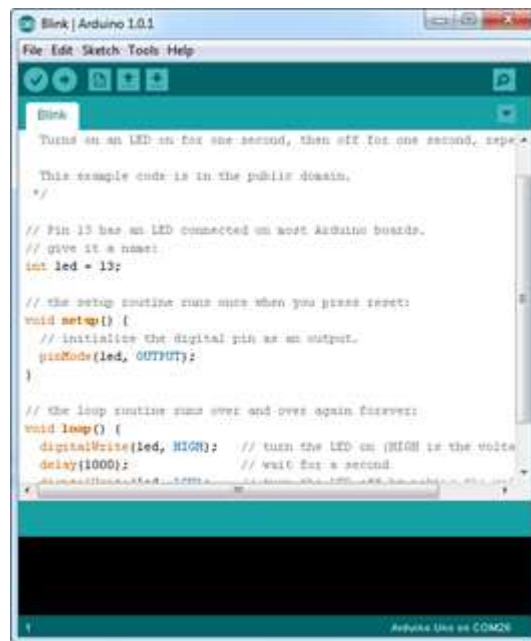 Blink | Arduino 1.0.1
File Edit Sketch Tools Help
Blink
Turns on an LED on for one second, then off for one second, repe
This example code is in the public domain.
*/
// Pin 13 has an LED connected on most Arduino boards.
// give it a name:
int led = 13;
// the setup routine runs once when you press reset:
void setup() {
// initialize the digital pin as an output.
pinMode(led, OUTPUT);
}
// the loop routine runs over and over again forever:
void loop() {
digitalWrite(led, HIGH); // turn the LED on (HIGH is the volta
delay(1000); // wait for a second
1
Arduino Uno on COM26